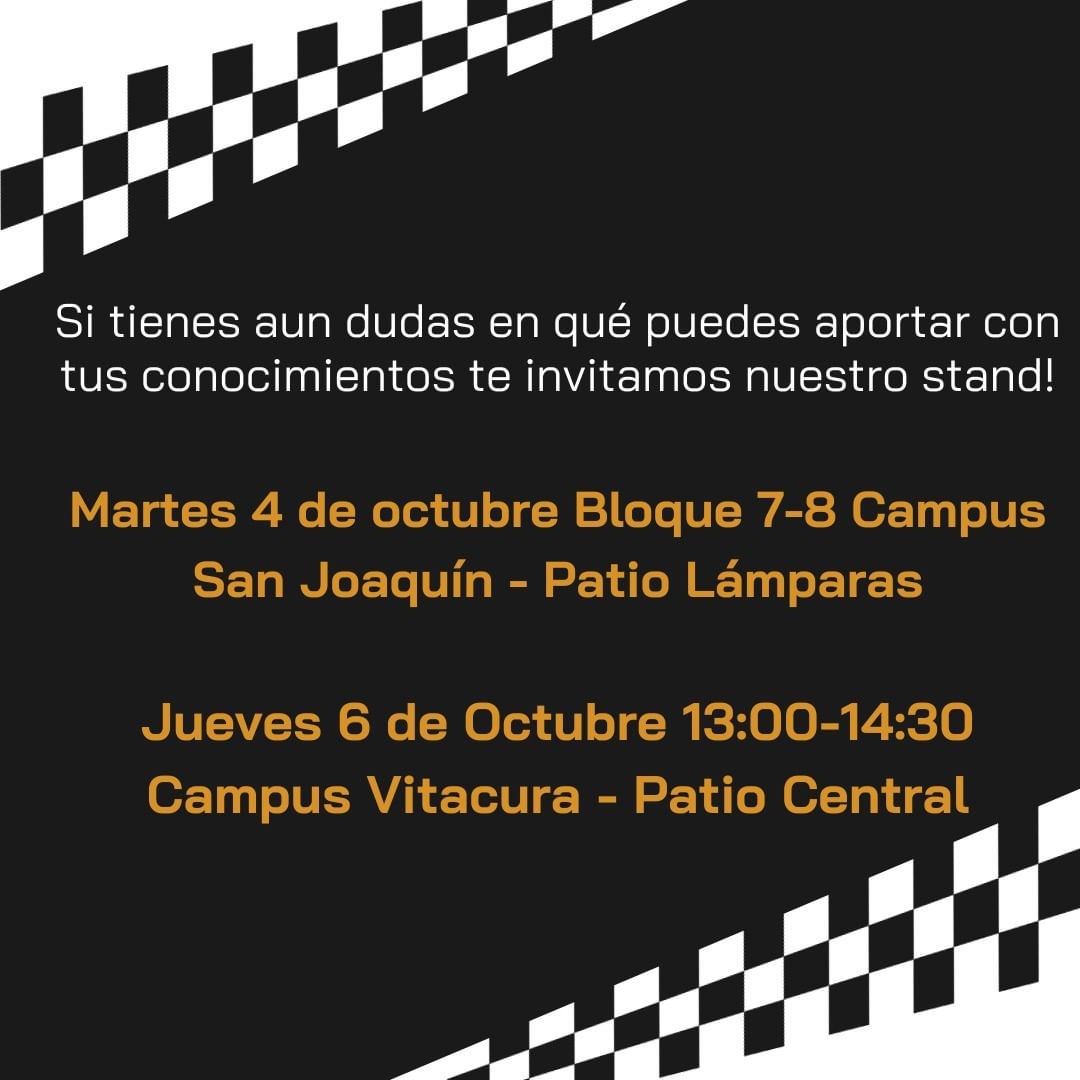 Si tienes aun dudas en qué puedes aportar con
tus conocimientos te invitamos nuestro stand!
Martes 4 de octubre Bloque 7-8 Campus
San Joaquín - Patio Lámparas
Jueves 6 de Octubre 13:00-14:30
Campus Vitacura - Patio Central